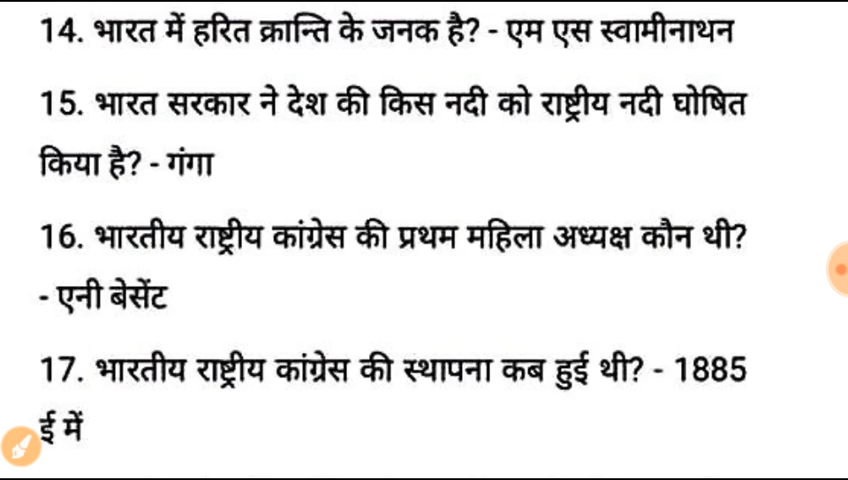 14. भारत में हरित क्रान्ति के जनक है? - एम एस स्वामीनाथन
15. भारत सरकार ने देश की किस नदी को राष्ट्रीय नदी घोषित
किया है? - गंगा
16. भारतीय राष्ट्रीय कांग्रेस की प्रथम महिला अध्यक्ष कौन थी?
- एनी बेसेंट
17. भारतीय राष्ट्रीय कांग्रेस की स्थापना कब हुई थी? - 1885
ई में